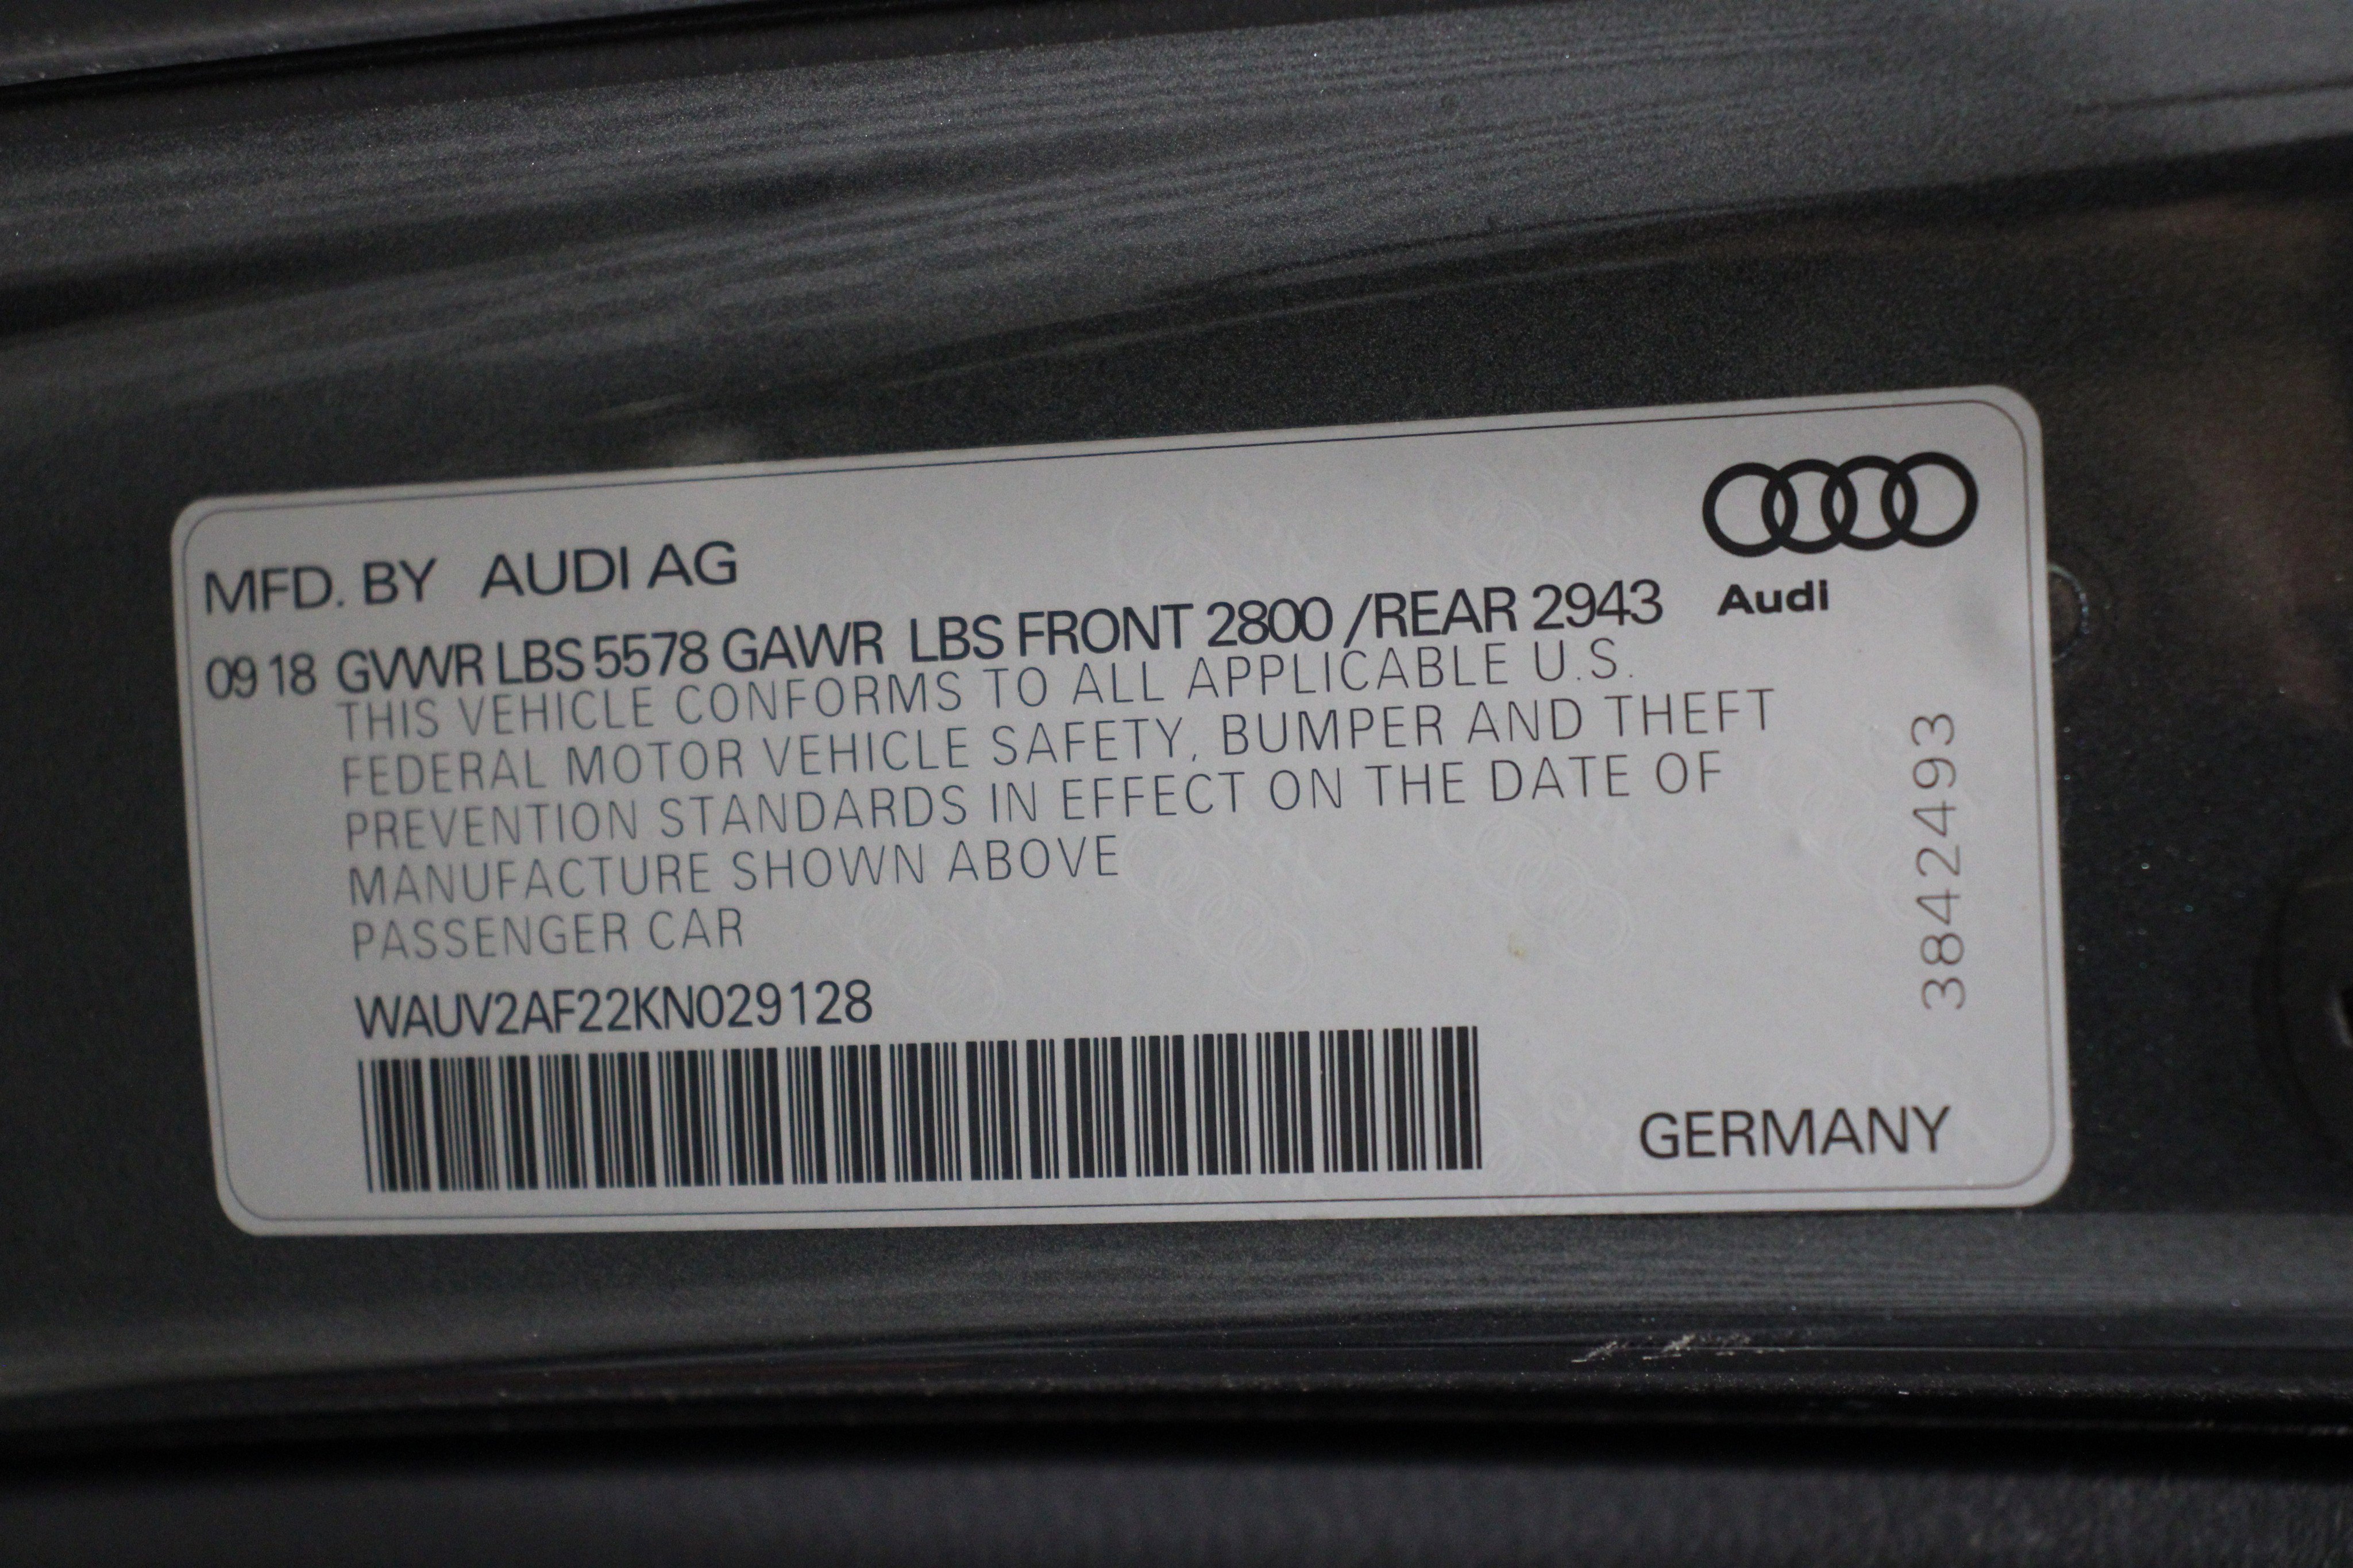 MFD. BY AUDI AG
Audi
09 18 GVWR LBS 5578 GAWR LBS FRONT 2800 /REAR 2943
THIS VEHICLE CONFORMS TO ALL APPLICABLE U.S.
FEDERAL MOTOR VEHICLE SAFETY, BUMPER AND THEFT
PREVENTION STANDARDS IN EFFECT ON THE DATE OF
MANUFACTURE SHOWN ABOVE
PASSENGER CAR
WAUV2AF22KN029128
3842493
GERMANY